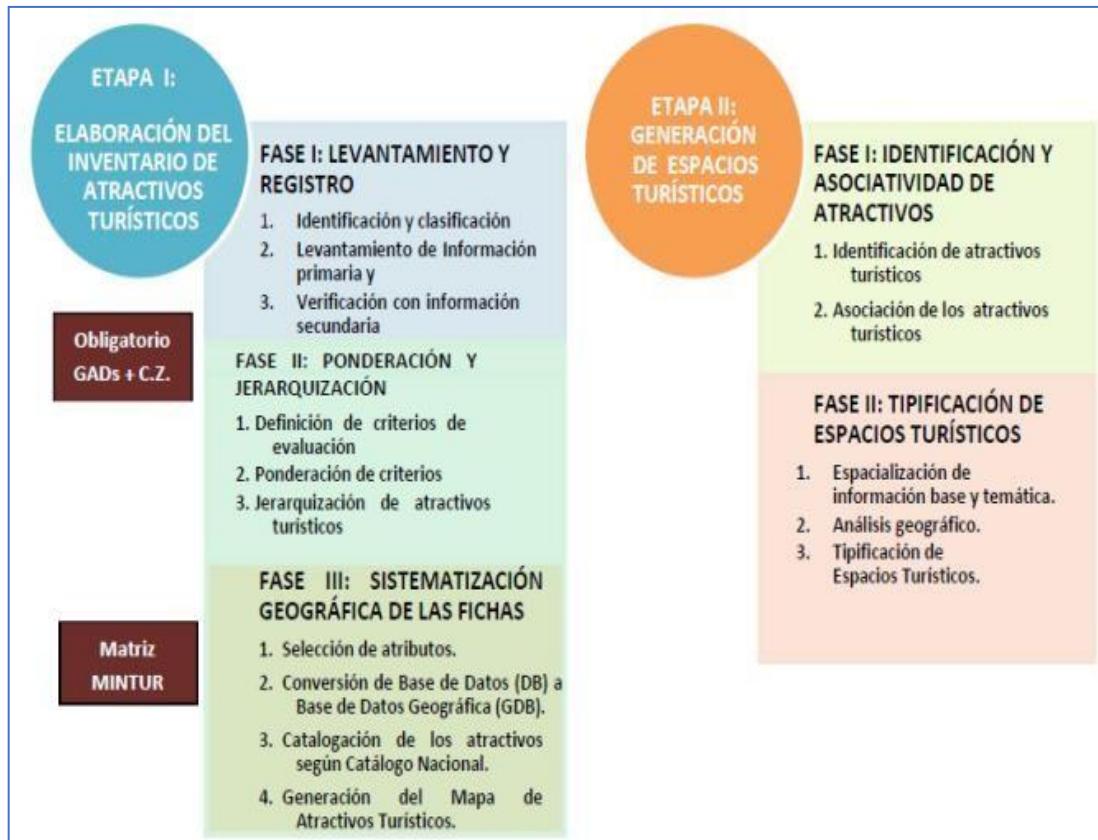 ETAPA I:
ELABORACIÓN DEL
INVENTARIO DE
ATRACTIVOS
TURÍSTICOS
FASE I: LEVANTAMIENTO Y
REGISTRO
1. Identificación y clasificación
2. Levantamiento de Información
primaria y
3. Verificación con información
secundaria
Obligatorio
GADs + C.Z.
FASE II: PONDERACIÓN Y
JERARQUIZACIÓN
1. Definición de criterios de
evaluación
2. Ponderación de criterios
3. Jerarquización de atractivos
turísticos
Matriz
MINTUR
FASE III: SISTEMATIZACIÓN
GEOGRÁFICA DE LAS FICHAS
1. Selección de atributos.
2. Conversión de Base de Datos (DB) a
Base de Datos Geográfica (GDB).
3. Catalogación de los atractivos
según Catálogo Nacional.
4. Generación del Mapa de
Atractivos Turísticos.
ETAPA II:
GENERACIÓN
DE ESPACIOS
TURÍSTICOS
FASE I: IDENTIFICACIÓN Y
ASOCIATIVIDAD DE
ATRACTIVOS
1. Identificación de atractivos
turísticos
2. Asociación de los atractivos
turísticos
FASE II: TIPIFICACIÓN DE
ESPACIOS TURÍSTICOS
1. Espacialización de
información base y temática.
2. Análisis geográfico.
3. Tipificación de
Espacios Turísticos.